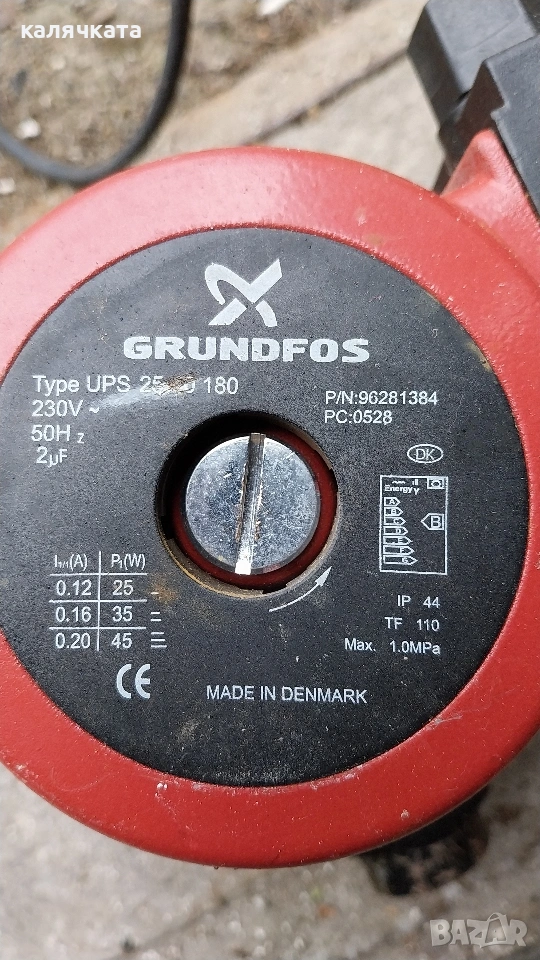 калячката
GRUNDFOS
Type UPS 180
230V ~
50Hz
2µF
P/N:96281384
PC:0528
DK
Energy
A
B
B
I1/1(A) P1(W)
0.12 25
0.16 35
0.20 45
IP 44
TF 110
Max. 1.0MPa
CE
MADE IN DENMARK
BAZAR